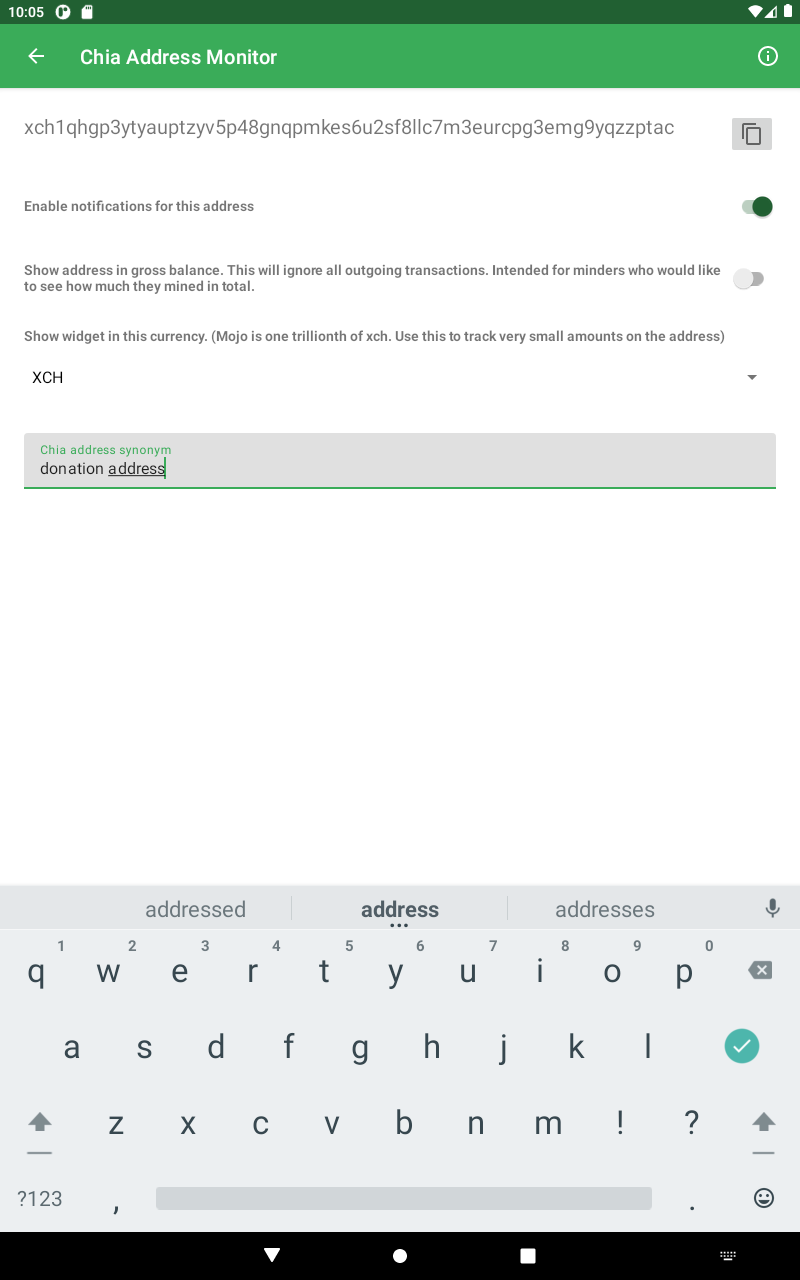 10:05
Chia Address Monitor
xch1qhgp3ytyauptzyv5p48gnqpmkes6u2sf8llc7m3eurcpg3emg9yqzzptac
Enable notifications for this address
Show address in gross balance. This will ignore all outgoing transactions. Intended for minders who would like
to see how much they mined in total.
Show widget in this currency. (Mojo is one trillionth of xch. Use this to track very small amounts on the address)
XCH
Chia address synonym
donation address
addressed address addresses
1 2 3 4 5 6 7 8 9 0
q w e r t y u i o p
a s d f g h j k l
z x c v b n m ! ?
?123 , .